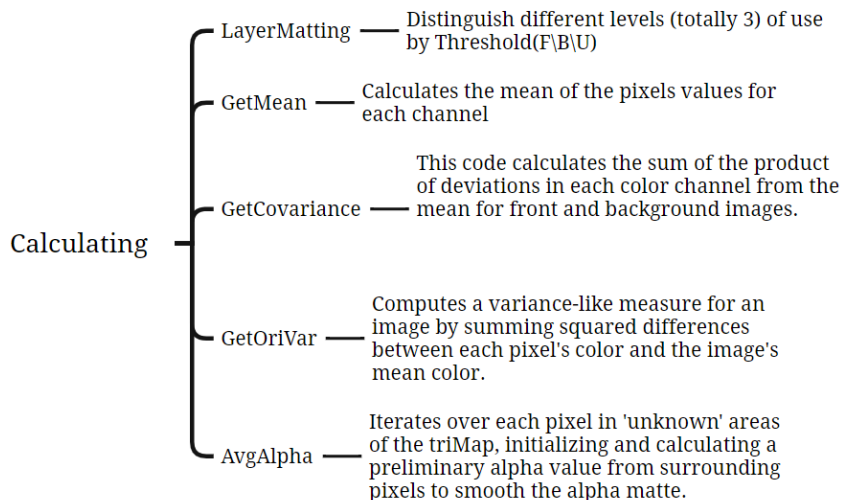 Calculating
LayerMatting
Distinguish different levels (totally 3) of use
by Threshold(F\B\U)
GetMean
Calculates the mean of the pixels values for
each channel
GetCovariance
This code calculates the sum of the product
of deviations in each color channel from the
mean for front and background images.
GetOriVar
Computes a variance-like measure for an
image by summing squared differences
between each pixel's color and the image's
mean color.
AvgAlpha
Iterates over each pixel in 'unknown' areas
of the triMap, initializing and calculating a
preliminary alpha value from surrounding
pixels to smooth the alpha matte.